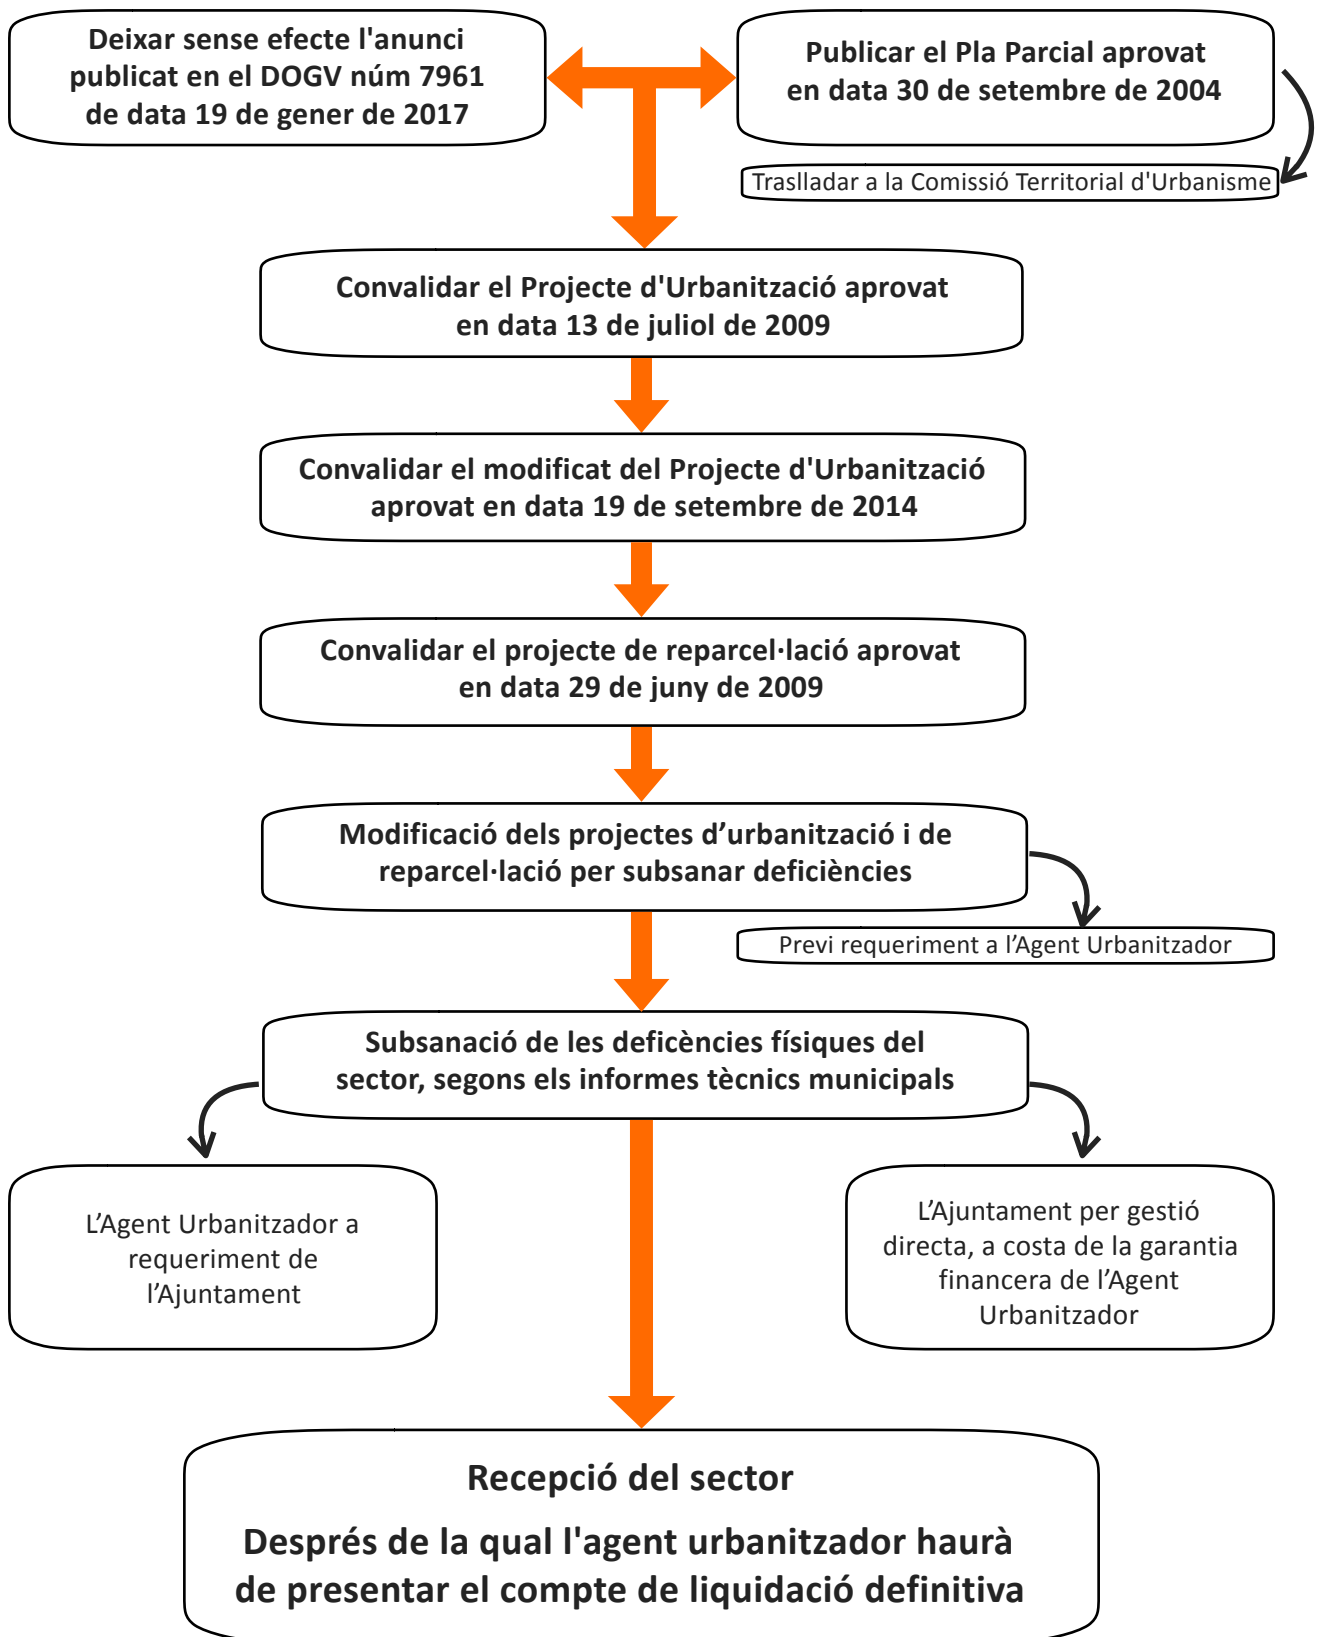 Deixar sense efecte l'anunci
publicat en el DOGV núm 7961
de data 19 de gener de 2017
Publicar el Pla Parcial aprovat
en data 30 de setembre de 2004
Traslladar a la Comissió Territorial d'Urbanisme
Convalidar el Projecte d'Urbanització aprovat
en data 13 de juliol de 2009
Convalidar el modificat del Projecte d'Urbanització
aprovat en data 19 de setembre de 2014
Convalidar el projecte de reparcel·lació aprovat
en data 29 de juny de 2009
Modificació dels projectes d’urbanització i de
reparcel·lació per subsanar deficiències
Previ requeriment a l’Agent Urbanitzador
Subsanació de les deficències físiques del
sector, segons els informes tècnics municipals
L’Agent Urbanitzador a
requeriment de
l’Ajuntament
L’Ajuntament per gestió
directa, a costa de la garantia
financera de l’Agent
Urbanitzador
Recepció del sector
Després de la qual l'agent urbanitzador haurà
de presentar el compte de liquidació definitiva